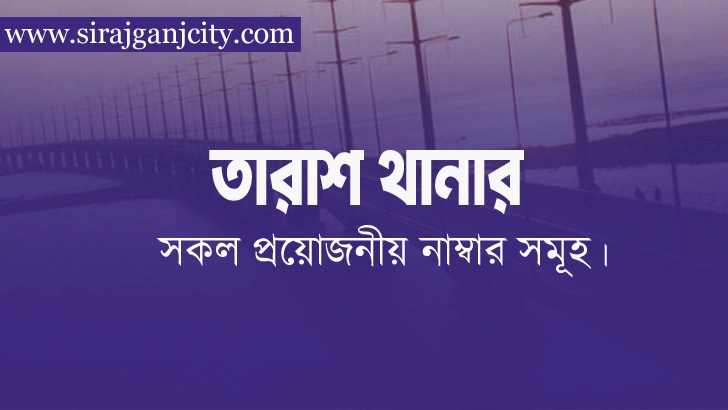 www.sirajganjcity.com
তারাশ থানার
সকল প্রয়োজনীয় নাম্বার সমূহ।